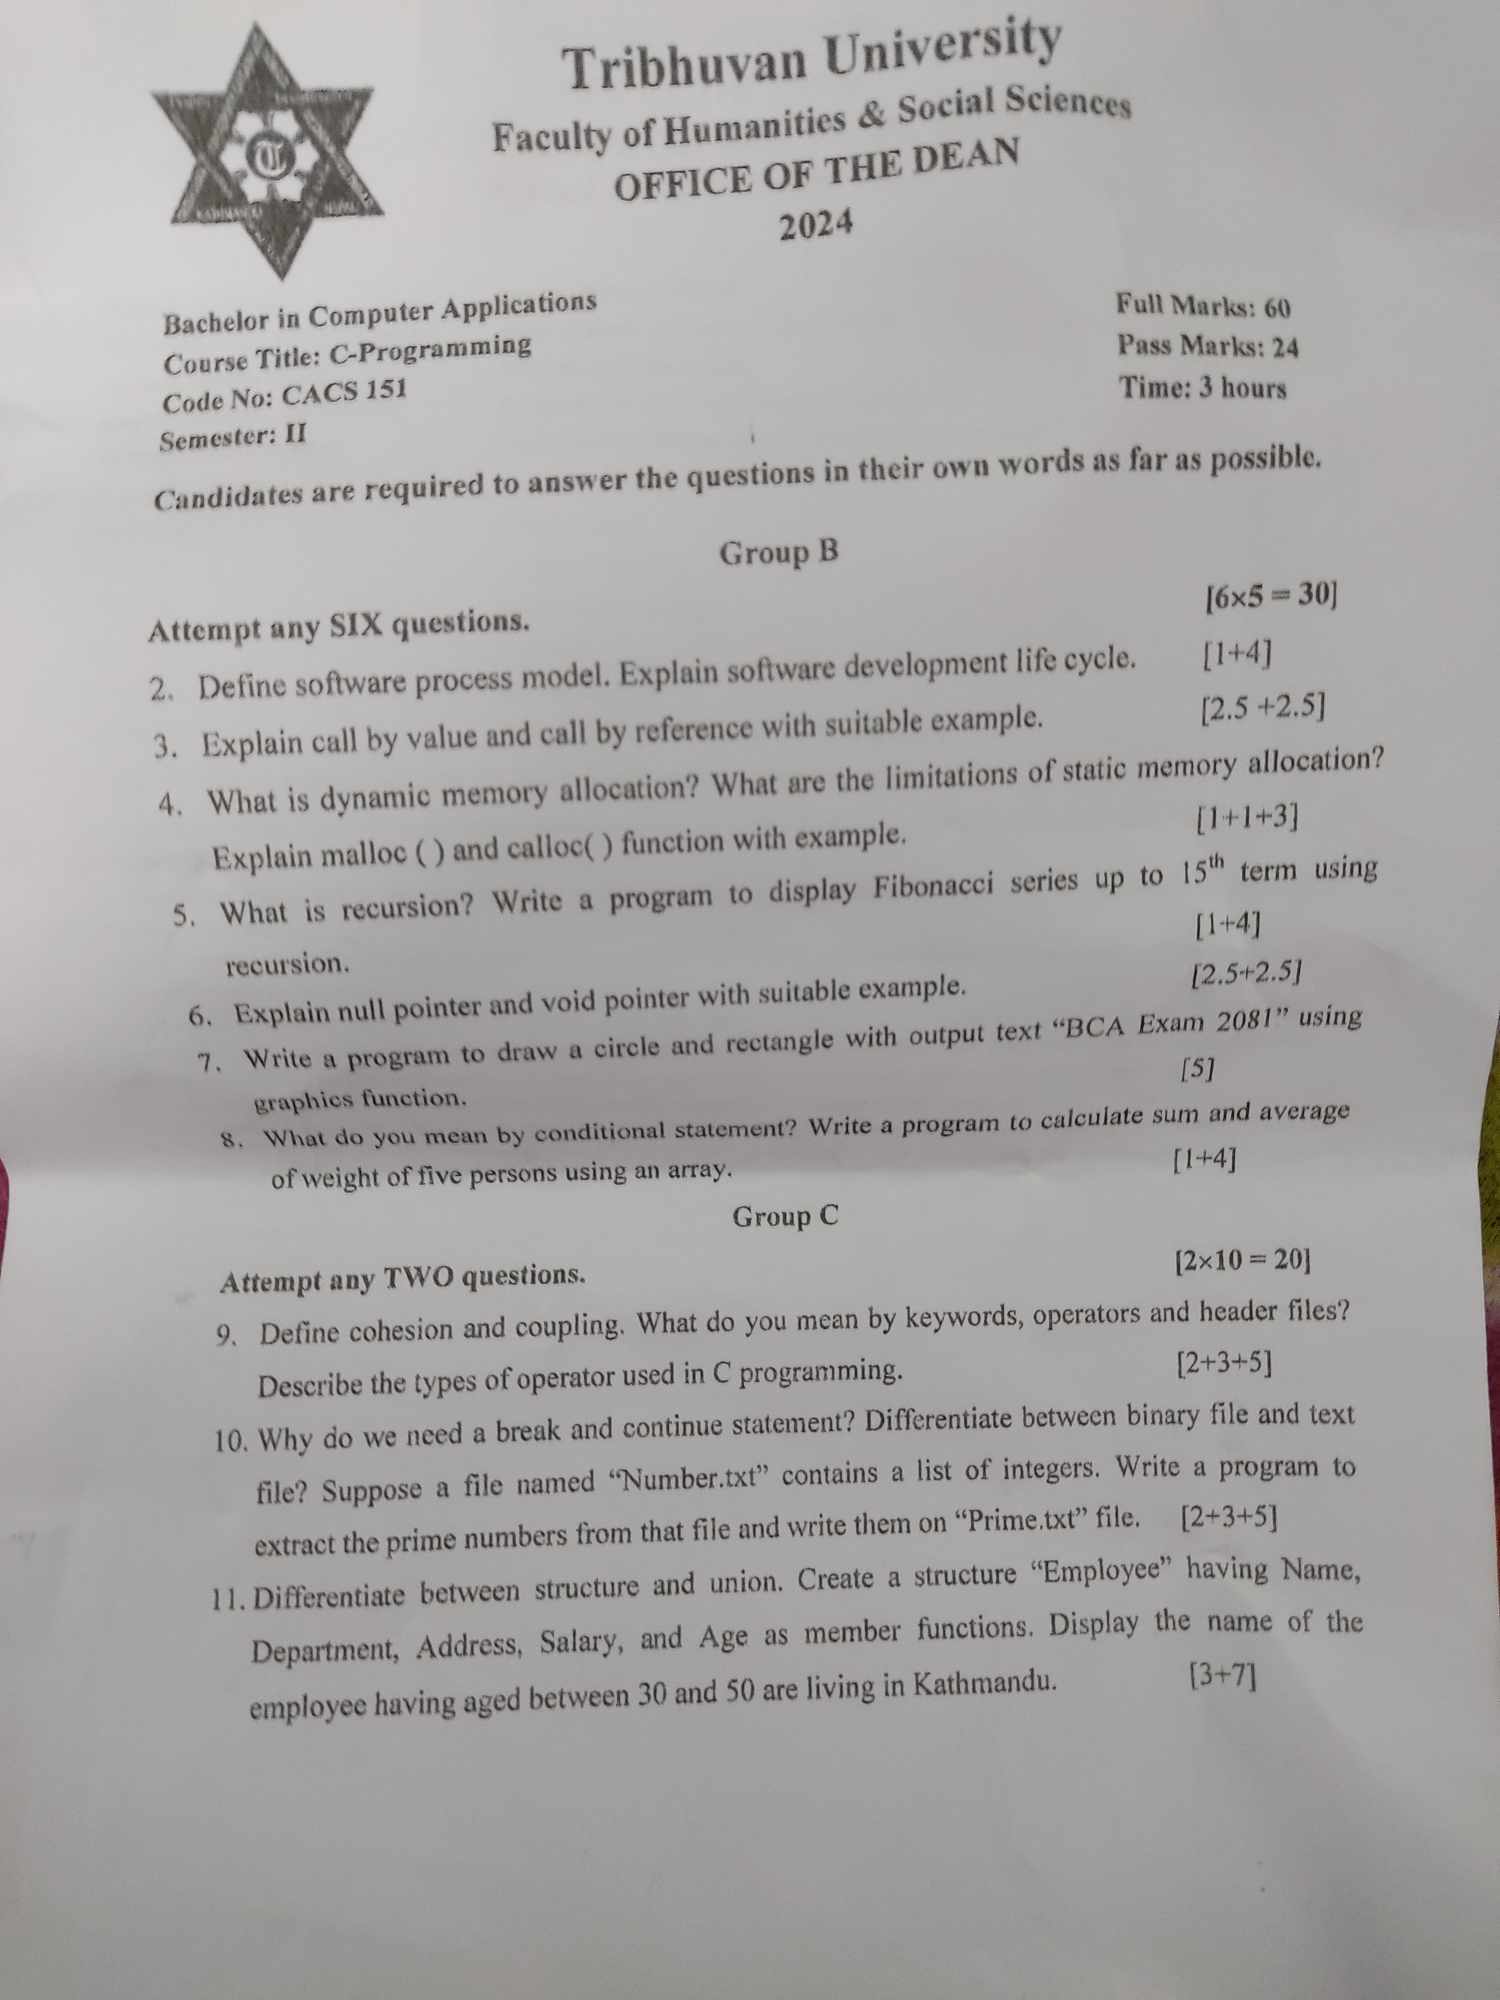 Tribhuvan University
Faculty of Humanities & Social Sciences
OFFICE OF THE DEAN
2024
Bachelor in Computer Applications
Full Marks: 60
Course Title: C-Programming
Pass Marks: 24
Code No: CACS 151
Time: 3 hours
Semester: II
Candidates are required to answer the questions in their own words as far as possible.
Group B
Attempt any SIX questions. [6×5 = 30]
2. Define software process model. Explain software development life cycle. [1+4]
3. Explain call by value and call by reference with suitable example. [2.5 +2.5]
4. What is dynamic memory allocation? What are the limitations of static memory allocation?
Explain malloc ( ) and calloc( ) function with example. [1+1+3]
5. What is recursion? Write a program to display Fibonacci series up to 15th term using
recursion. [1+4]
6. Explain null pointer and void pointer with suitable example. [2.5+2.5]
7. Write a program to draw a circle and rectangle with output text “BCA Exam 2081” using
graphics function. [5]
8. What do you mean by conditional statement? Write a program to calculate sum and average
of weight of five persons using an array. [1+4]
Group C
Attempt any TWO questions. [2×10 = 20]
9. Define cohesion and coupling. What do you mean by keywords, operators and header files?
Describe the types of operator used in C programming. [2+3+5]
10. Why do we need a break and continue statement? Differentiate between binary file and text
file? Suppose a file named “Number.txt” contains a list of integers. Write a program to
extract the prime numbers from that file and write them on “Prime.txt” file. [2+3+5]
11. Differentiate between structure and union. Create a structure “Employee” having Name,
Department, Address, Salary, and Age as member functions. Display the name of the
employee having aged between 30 and 50 are living in Kathmandu. [3+7]